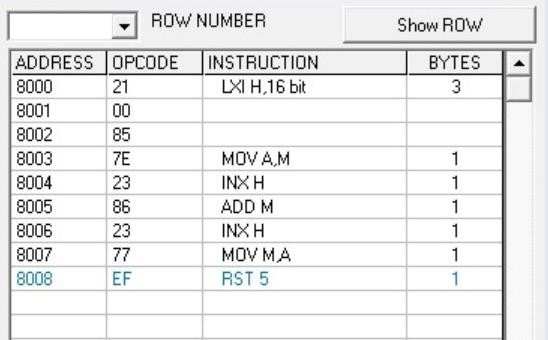 ROW NUMBER Show ROW
ADDRESS OPCODE INSTRUCTION BYTES
8000 21 LXI H,16 bit 3
8001 00
8002 85
8003 7E MOV A,M 1
8004 23 INX H 1
8005 86 ADD M 1
8006 23 INX H 1
8007 77 MOV M,A 1
8008 EF RST 5 1